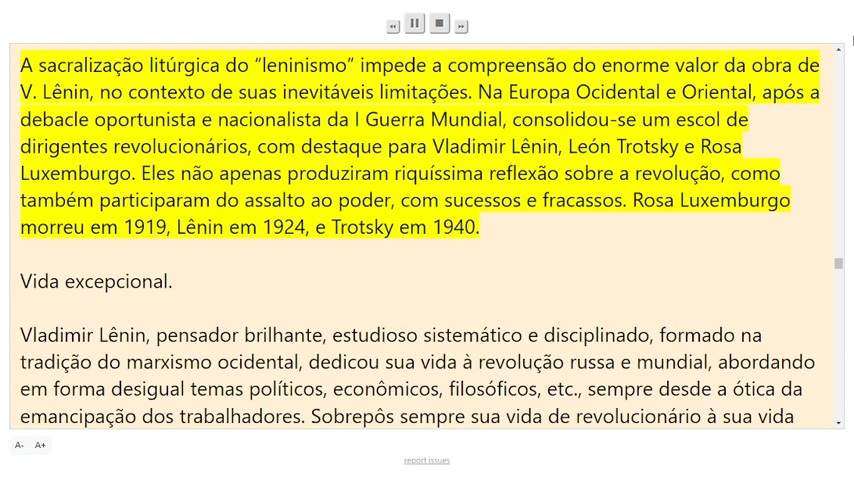 A sacralização litúrgica do “leninismo” impede a compreensão do enorme valor da obra de
V. Lênin, no contexto de suas inevitáveis limitações. Na Europa Ocidental e Oriental, após a
debacle oportunista e nacionalista da I Guerra Mundial, consolidou-se um escol de
dirigentes revolucionários, com destaque para Vladimir Lênin, León Trotsky e Rosa
Luxemburgo. Eles não apenas produziram riquíssima reflexão sobre a revolução, como
também participaram do assalto ao poder, com sucessos e fracassos. Rosa Luxemburgo
morreu em 1919, Lênin em 1924, e Trotsky em 1940.
Vida excepcional.
Vladimir Lênin, pensador brilhante, estudioso sistemático e disciplinado, formado na
tradição do marxismo ocidental, dedicou sua vida à revolução russa e mundial, abordando
em forma desigual temas políticos, econômicos, filosóficos, etc., sempre desde a ótica da
emancipação dos trabalhadores. Sobrepôs sempre sua vida de revolucionário à sua vida
A- A+
report issues